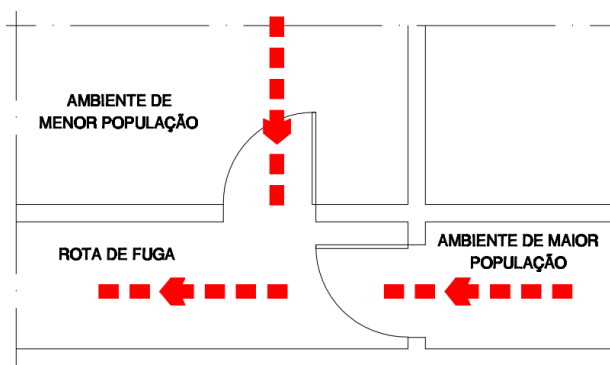 AMBIENTE DE
MENOR POPULAÇÃO
ROTA DE FUGA
AMBIENTE DE MAIOR
POPULAÇÃO